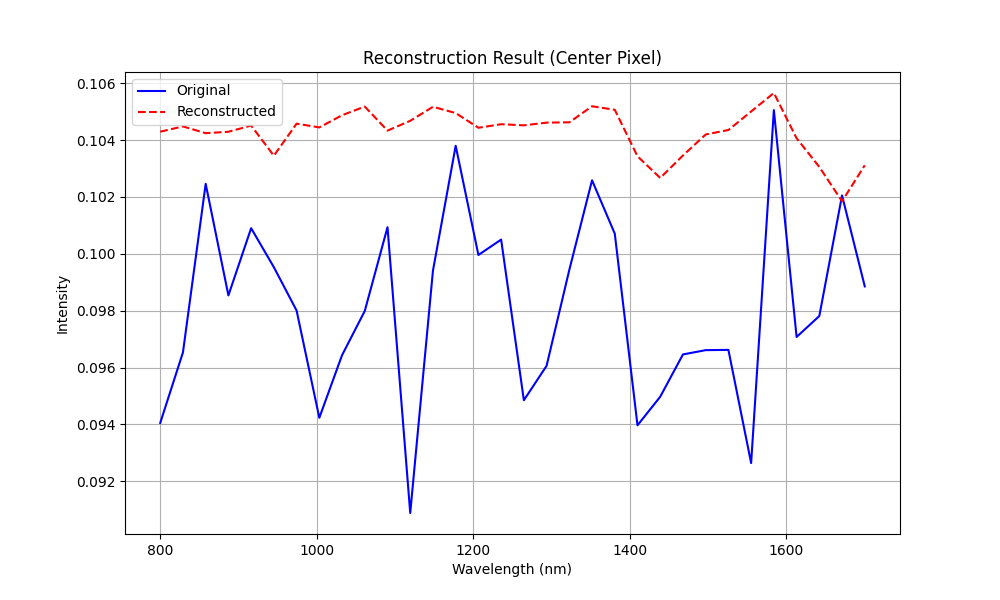 Reconstruction Result (Center Pixel)
Original
Reconstructed
0.106
0.104
0.102
0.100
0.098
0.096
0.094
0.092
Intensity
800
1000
1200
1400
1600
Wavelength (nm)